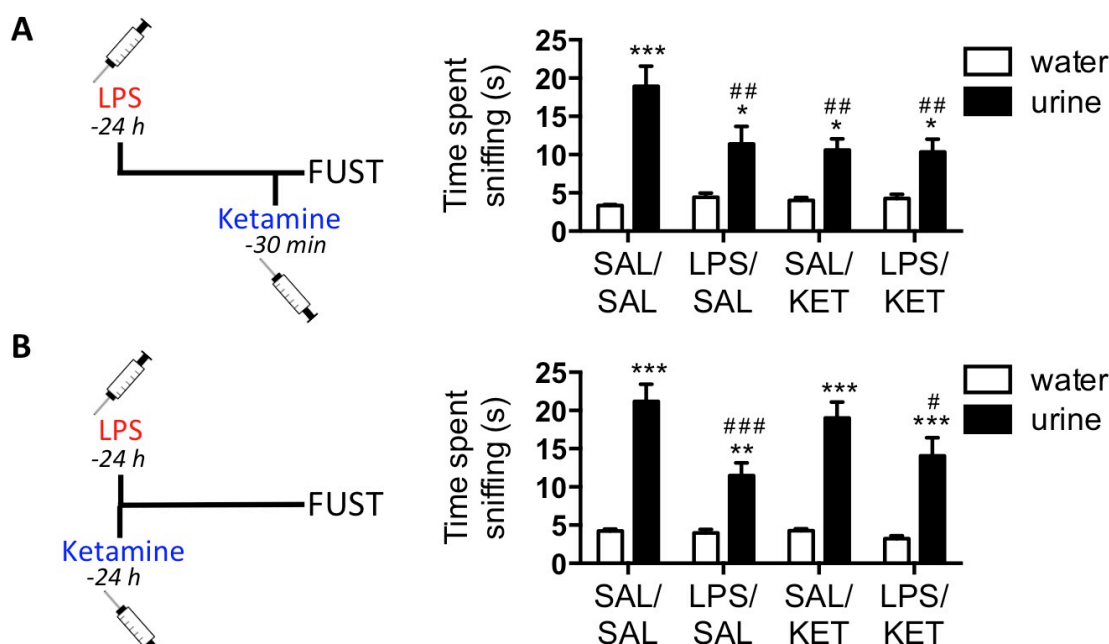 A
LPS
-24 h
FUST
Ketamine
-30 min
Time spent
sniffing (s)
25
20
15
10
5
0
***
##
*
##
*
##
*
water
urine
SAL/
SAL
LPS/
SAL
SAL/
KET
LPS/
KET
B
LPS
-24 h
FUST
Ketamine
-24 h
Time spent
sniffing (s)
25
20
15
10
5
0
***
###
**
***
#
***
water
urine
SAL/
SAL
LPS/
SAL
SAL/
KET
LPS/
KET